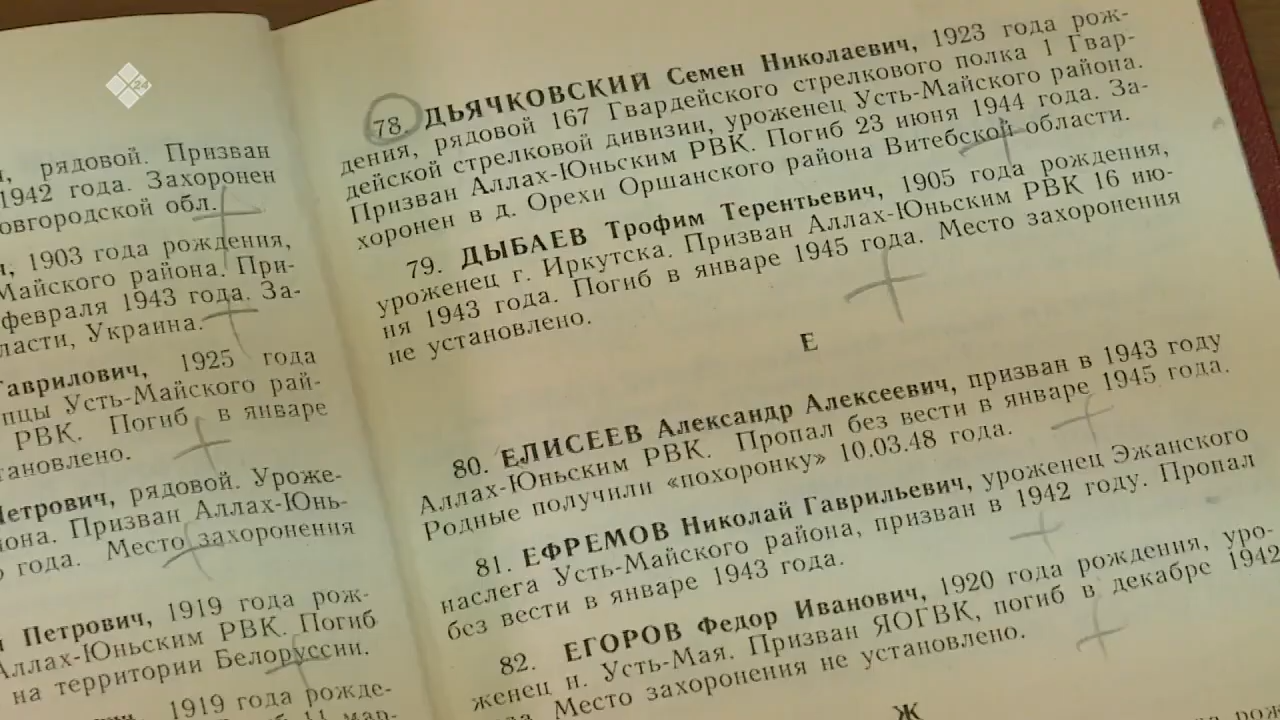 24
рядовой. Призван
1942 года. Захоронен
овгородской обл.
1903 года рождения,
Майского района. При-
февраля 1943 года. За-
ласти, Украина.
Гаврилович, 1925 года
пцы Усть-Майского рай-
РВК. Погиб в январе
тановлено.
Петрович, рядовой. Уроже-
йона. Призван Аллах-Юнь-
года. Место захоронения
Петрович, 1919 года рож-
Аллах-Юньским РВК. Погиб
на территории Белоруссии.
1919 года рожде-
11 мар-
78. ДЬЯЧКОВСКИЙ Семен Николаевич, 1923 года рож-
дения, рядовой 167 Гвардейского стрелкового полка 1 Гвар-
дейской стрелковой дивизии, уроженец Усть-Майского района.
Призван Аллах-Юньским РВК. Погиб 23 июня 1944 года. За-
хоронен в д. Орехи Оршанского района Витебской области.
79. ДЫБАЕВ Трофим Терентьевич, 1905 года рождения,
уроженец г. Иркутска. Призван Аллах-Юньским РВК 16 ию-
ня 1943 года. Погиб в январе 1945 года. Место захоронения
не установлено.
Е
80. ЕЛИСЕЕВ Александр Алексеевич, призван в 1943 году
Аллах-Юньским РВК. Пропал без вести в январе 1945 года.
Родные получили «похоронку» 10.03.48 года.
81. ЕФРЕМОВ Николай Гаврильевич, уроженец Эжанского
наслега Усть-Майского района, призван в 1942 году. Пропал
без вести в январе 1943 года.
82. ЕГОРОВ Федор Иванович, 1920 года рождения, уро-
женец п. Усть-Мая. Призван ЯОГВК, погиб в декабре 1942
Место захоронения не установлено.
Ж